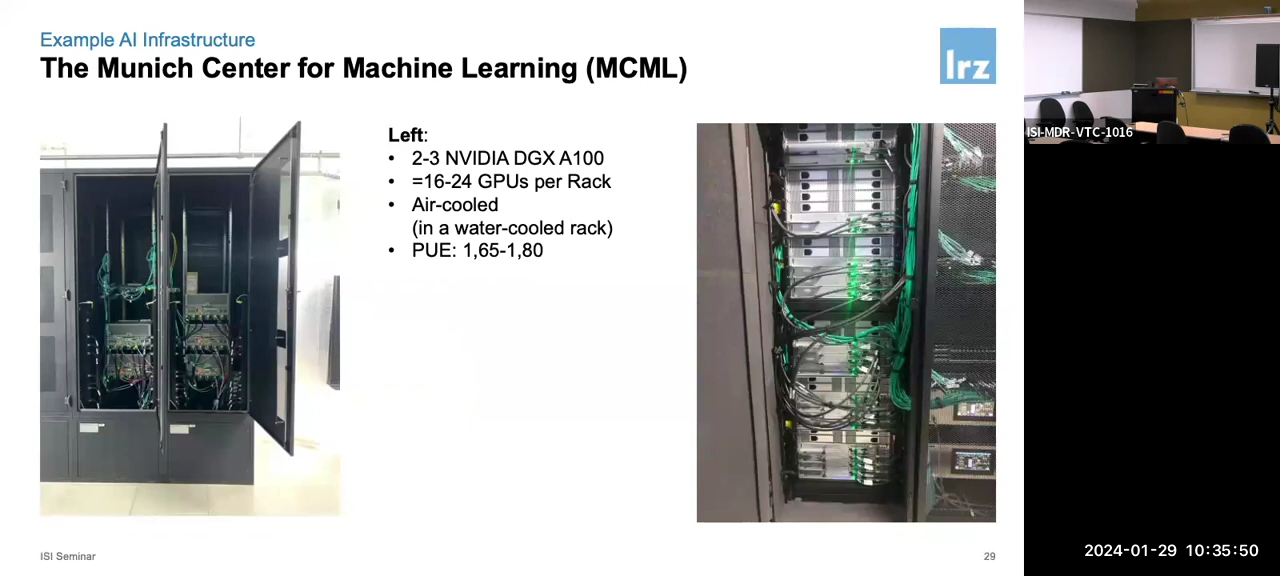 Example AI Infrastructure
The Munich Center for Machine Learning (MCML)
lrz
Left:
• 2-3 NVIDIA DGX A100
• =16-24 GPUs per Rack
• Air-cooled
(in a water-cooled rack)
• PUE: 1,65-1,80
ISI Seminar
29
ISI-MDR-VTC-1016
2024-01-29 10:35:50